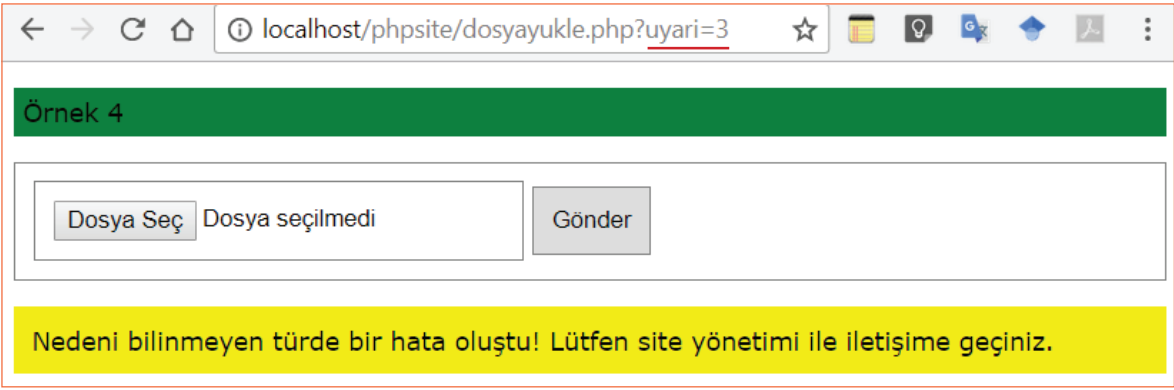 localhost/phpsite/dosyayukle.php?uyari=3
Örnek 4
Dosya Seç Dosya seçilmedi Gönder
Nedeni bilinmeyen türde bir hata oluştu! Lütfen site yönetimi ile iletişime geçiniz.